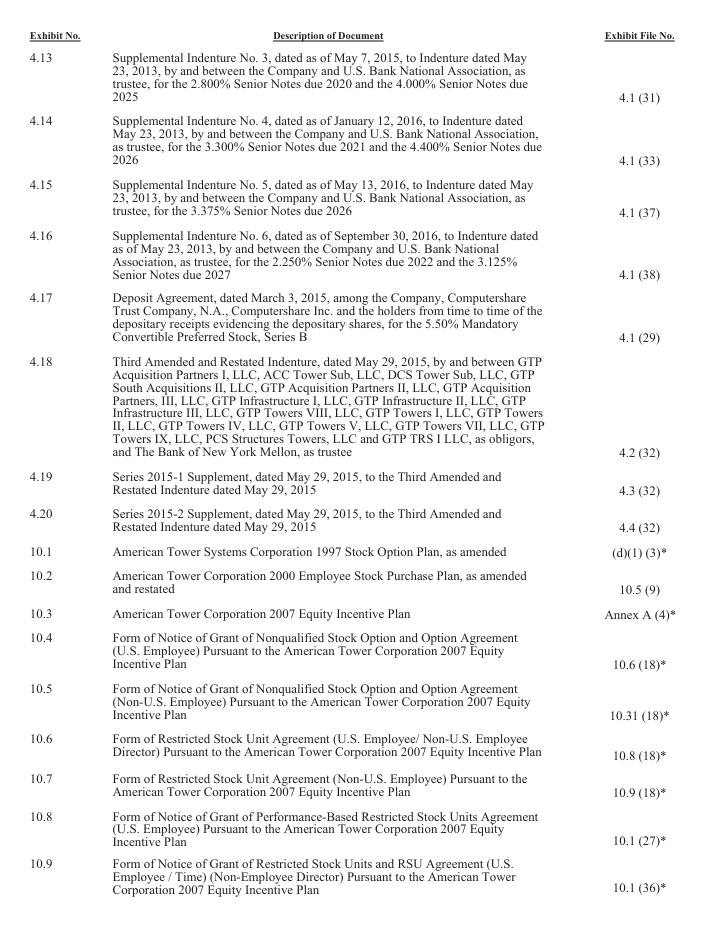 Exhibit No. Description of Document Exhibit File No.
4.13 Supplemental Indenture No. 3, dated as of May 7, 2015, to Indenture dated May
23, 2013, by and between the Company and U.S. Bank National Association, as
trustee, for the 2.800% Senior Notes due 2020 and the 4.000% Senior Notes due
2025 4.1 (31)
4.14 Supplemental Indenture No. 4, dated as of January 12, 2016, to Indenture dated
May 23, 2013, by and between the Company and U.S. Bank National Association,
as trustee, for the 3.300% Senior Notes due 2021 and the 4.400% Senior Notes due
2026 4.1 (33)
4.15 Supplemental Indenture No. 5, dated as of May 13, 2016, to Indenture dated May
23, 2013, by and between the Company and U.S. Bank National Association, as
trustee, for the 3.375% Senior Notes due 2026 4.1 (37)
4.16 Supplemental Indenture No. 6, dated as of September 30, 2016, to Indenture dated
as of May 23, 2013, by and between the Company and U.S. Bank National
Association, as trustee, for the 2.250% Senior Notes due 2022 and the 3.125%
Senior Notes due 2027 4.1 (38)
4.17 Deposit Agreement, dated March 3, 2015, among the Company, Computershare
Trust Company, N.A., Computershare Inc. and the holders from time to time of the
depositary receipts evidencing the depositary shares, for the 5.50% Mandatory
Convertible Preferred Stock, Series B 4.1 (29)
4.18 Third Amended and Restated Indenture, dated May 29, 2015, by and between GTP
Acquisition Partners I, LLC, ACC Tower Sub, LLC, DCS Tower Sub, LLC, GTP
South Acquisitions II, LLC, GTP Acquisition Partners II, LLC, GTP Acquisition
Partners, III, LLC, GTP Infrastructure I, LLC, GTP Infrastructure II, LLC, GTP
Infrastructure III, LLC, GTP Towers VIII, LLC, GTP Towers I, LLC, GTP Towers
II, LLC, GTP Towers IV, LLC, GTP Towers V, LLC, GTP Towers VII, LLC, GTP
Towers IX, LLC, PCS Structures Towers, LLC and GTP TRS I LLC, as obligors,
and The Bank of New York Mellon, as trustee 4.2 (32)
4.19 Series 2015-1 Supplement, dated May 29, 2015, to the Third Amended and
Restated Indenture dated May 29, 2015 4.3 (32)
4.20 Series 2015-2 Supplement, dated May 29, 2015, to the Third Amended and
Restated Indenture dated May 29, 2015 4.4 (32)
10.1 American Tower Systems Corporation 1997 Stock Option Plan, as amended (d)(1) (3)*
10.2 American Tower Corporation 2000 Employee Stock Purchase Plan, as amended
and restated 10.5 (9)
10.3 American Tower Corporation 2007 Equity Incentive Plan Annex A (4)*
10.4 Form of Notice of Grant of Nonqualified Stock Option and Option Agreement
(U.S. Employee) Pursuant to the American Tower Corporation 2007 Equity
Incentive Plan 10.6 (18)*
10.5 Form of Notice of Grant of Nonqualified Stock Option and Option Agreement
(Non-U.S. Employee) Pursuant to the American Tower Corporation 2007 Equity
Incentive Plan 10.31 (18)*
10.6 Form of Restricted Stock Unit Agreement (U.S. Employee/ Non-U.S. Employee
Director) Pursuant to the American Tower Corporation 2007 Equity Incentive Plan 10.8 (18)*
10.7 Form of Restricted Stock Unit Agreement (Non-U.S. Employee) Pursuant to the
American Tower Corporation 2007 Equity Incentive Plan 10.9 (18)*
10.8 Form of Notice of Grant of Performance-Based Restricted Stock Units Agreement
(U.S. Employee) Pursuant to the American Tower Corporation 2007 Equity
Incentive Plan 10.1 (27)*
10.9 Form of Notice of Grant of Restricted Stock Units and RSU Agreement (U.S.
Employee / Time) (Non-Employee Director) Pursuant to the American Tower
Corporation 2007 Equity Incentive Plan 10.1 (36)*